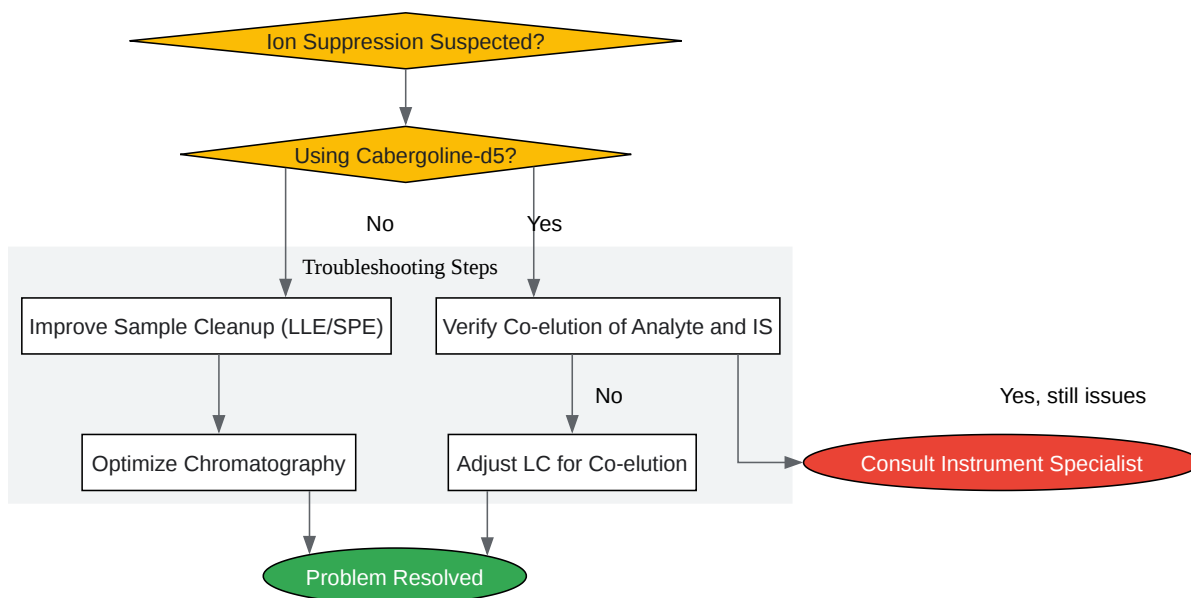 Ion Suppression Suspected?
Using Cabergoline-d5?
No
Yes
Troubleshooting Steps
Improve Sample Cleanup (LLE/SPE)
Verify Co-elution of Analyte and IS
No
Yes, still issues
Optimize Chromatography
Adjust LC for Co-elution
Consult Instrument Specialist
Problem Resolved